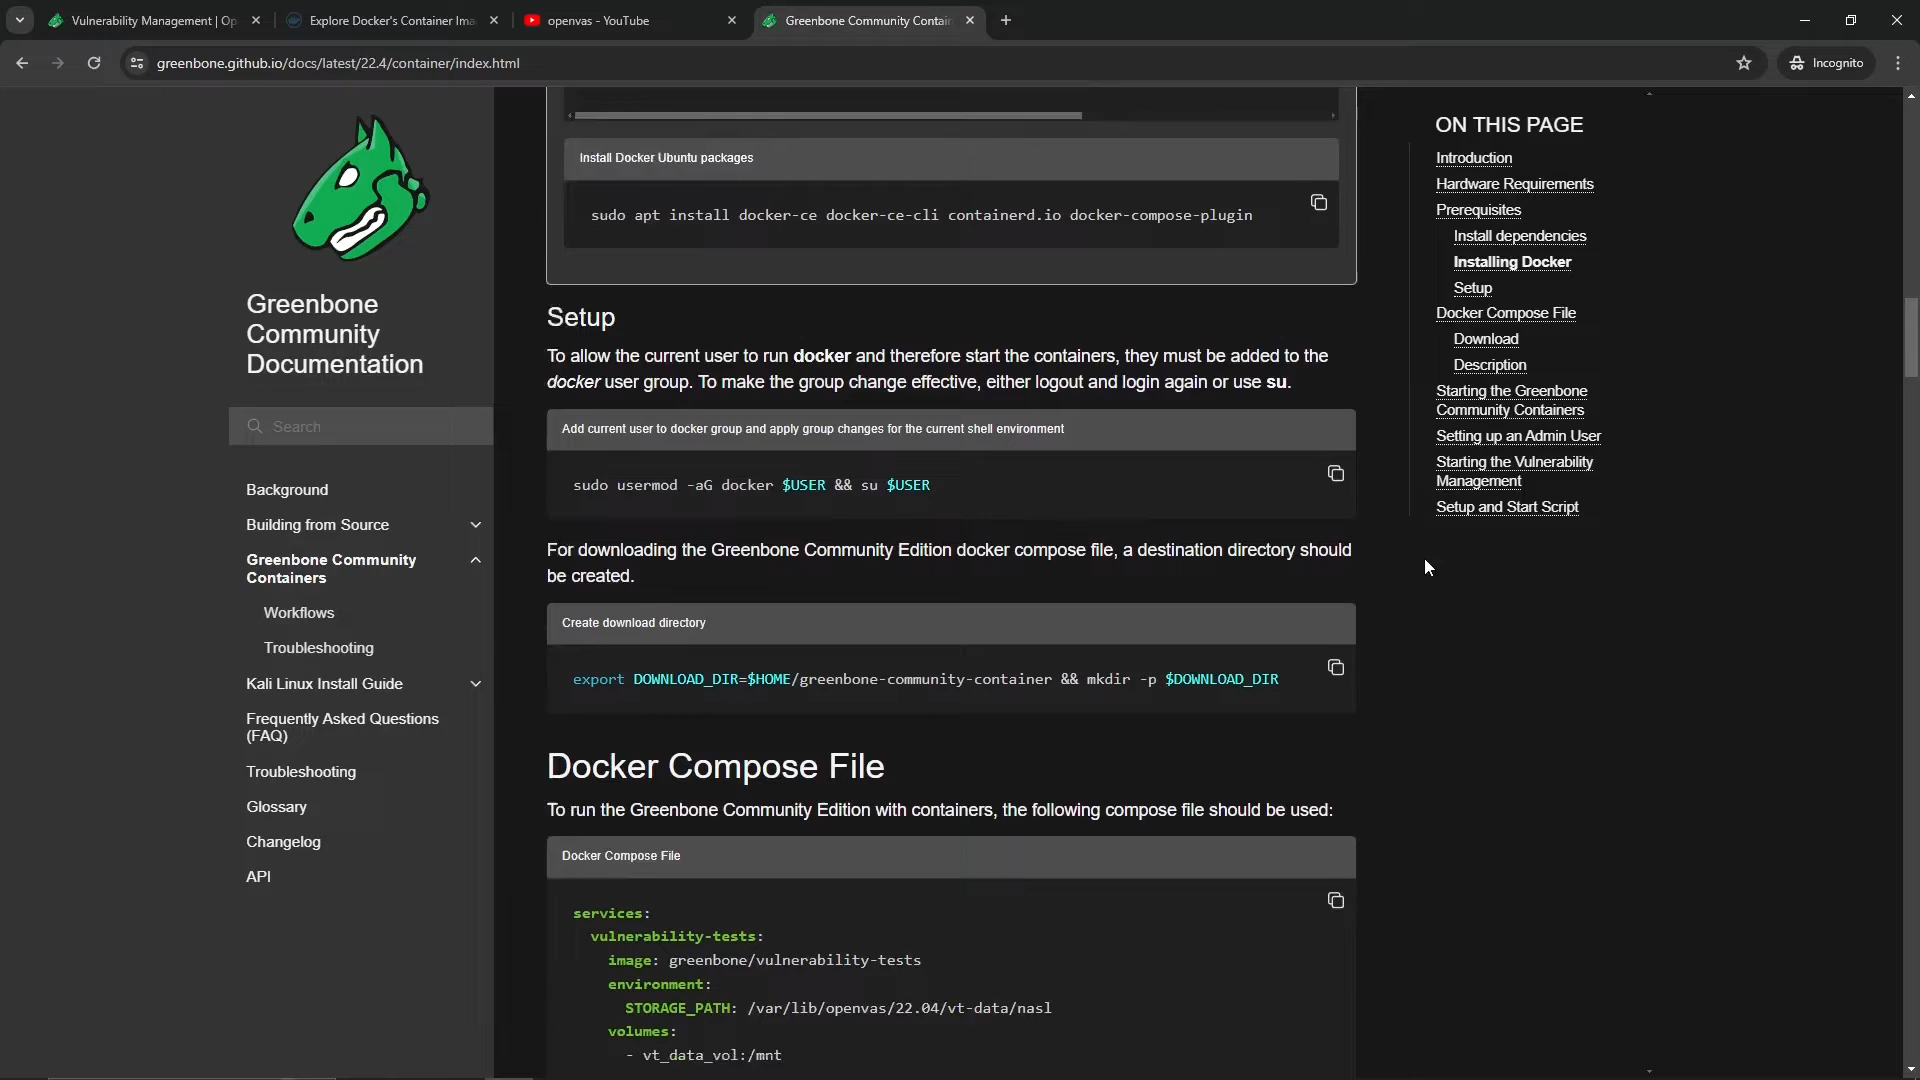 Vulnerability Management | Op
Explore Docker's Container Ima
openvas - YouTube
Greenbone Community Contain
greenbone.github.io/docs/latest/22.4/container/index.html
Incognito
Greenbone
Community
Documentation
Search
Background
Building from Source
Greenbone Community
Containers
Workflows
Troubleshooting
Kali Linux Install Guide
Frequently Asked Questions
(FAQ)
Troubleshooting
Glossary
Changelog
API
Install Docker Ubuntu packages
sudo apt install docker-ce docker-ce-cli containerd.io docker-compose-plugin
Setup
To allow the current user to run docker and therefore start the containers, they must be added to the
docker user group. To make the group change effective, either logout and login again or use su.
Add current user to docker group and apply group changes for the current shell environment
sudo usermod -aG docker $USER && su $USER
For downloading the Greenbone Community Edition docker compose file, a destination directory should
be created.
Create download directory
export DOWNLOAD_DIR=$HOME/greenbone-community-container && mkdir -p $DOWNLOAD_DIR
Docker Compose File
To run the Greenbone Community Edition with containers, the following compose file should be used:
Docker Compose File
services:
vulnerability-tests:
image: greenbone/vulnerability-tests
environment:
STORAGE_PATH: /var/lib/openvas/22.04/vt-data/nasl
volumes:
- vt_data_vol:/mnt
ON THIS PAGE
Introduction
Hardware Requirements
Prerequisites
Install dependencies
Installing Docker
Setup
Docker Compose File
Download
Description
Starting the Greenbone
Community Containers
Setting up an Admin User
Starting the Vulnerability
Management
Setup and Start Script